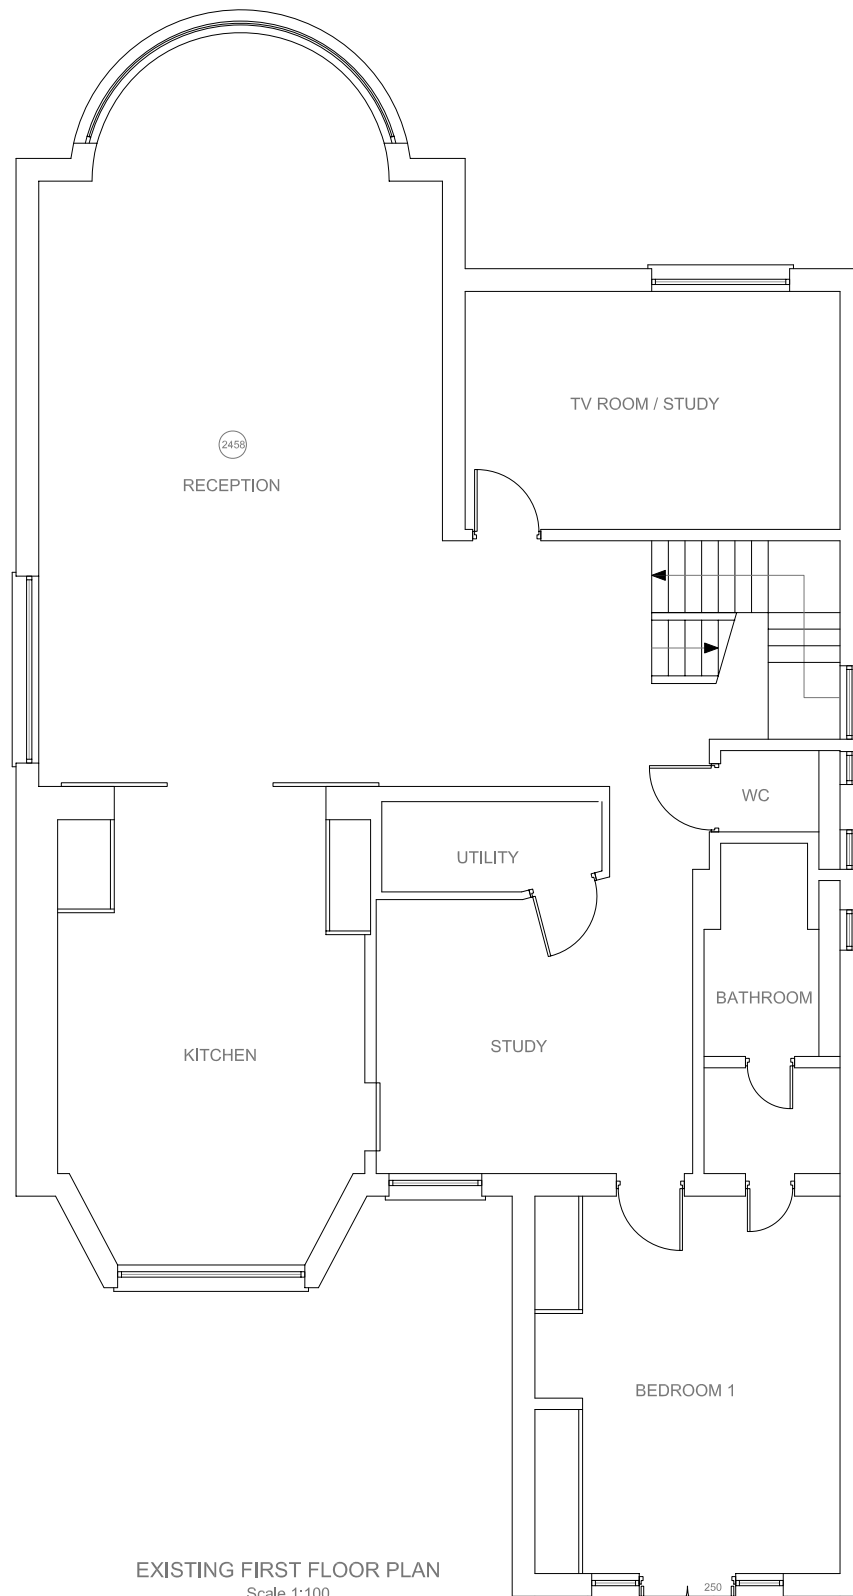 TV ROOM / STUDY
2458
RECEPTION
WC
UTILITY
BATHROOM
STUDY
KITCHEN
BEDROOM 1
EXISTING FIRST FLOOR PLAN
Scale 1:100
250